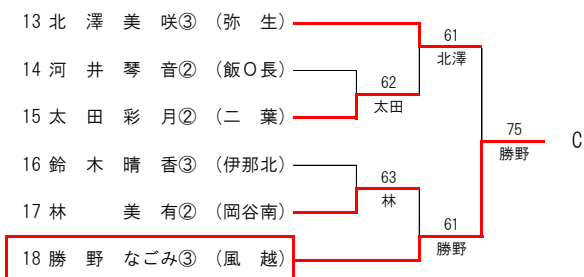 13 北 澤 美 咲③ (弥 生)
61
北澤
14 河 井 琴 音② (飯O長)
62
太田
15 太 田 彩 月② (二 葉)
75
勝野
C
16 鈴 木 晴 香③ (伊那北)
63
林
17 林 美 有② (岡谷南)
61
勝野
18 勝 野 なごみ③ (風 越)